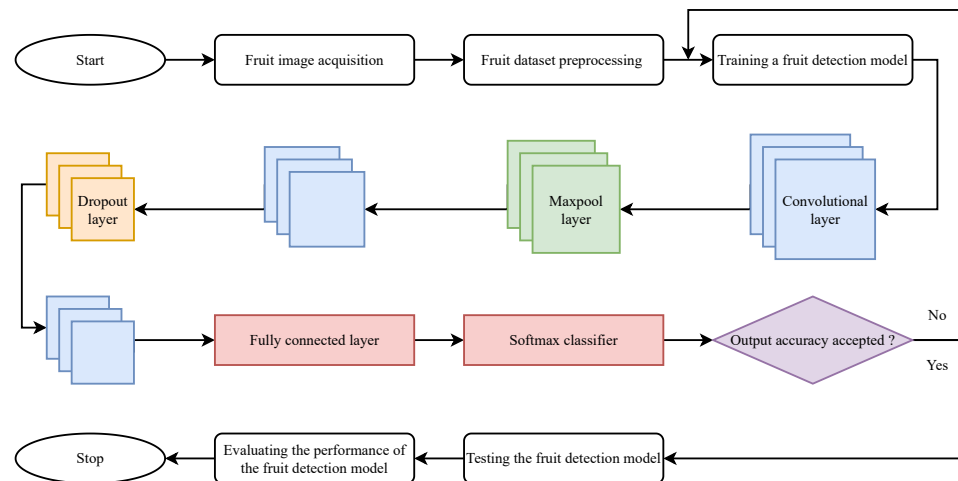 Start
Fruit image acquisition
Fruit dataset preprocessing
Training a fruit detection model
Dropout
layer
Maxpool
layer
Convolutional
layer
Fully connected layer
Softmax classifier
Output accuracy accepted ?
No
Yes
Stop
Evaluating the performance of
the fruit detection model
Testing the fruit detection model